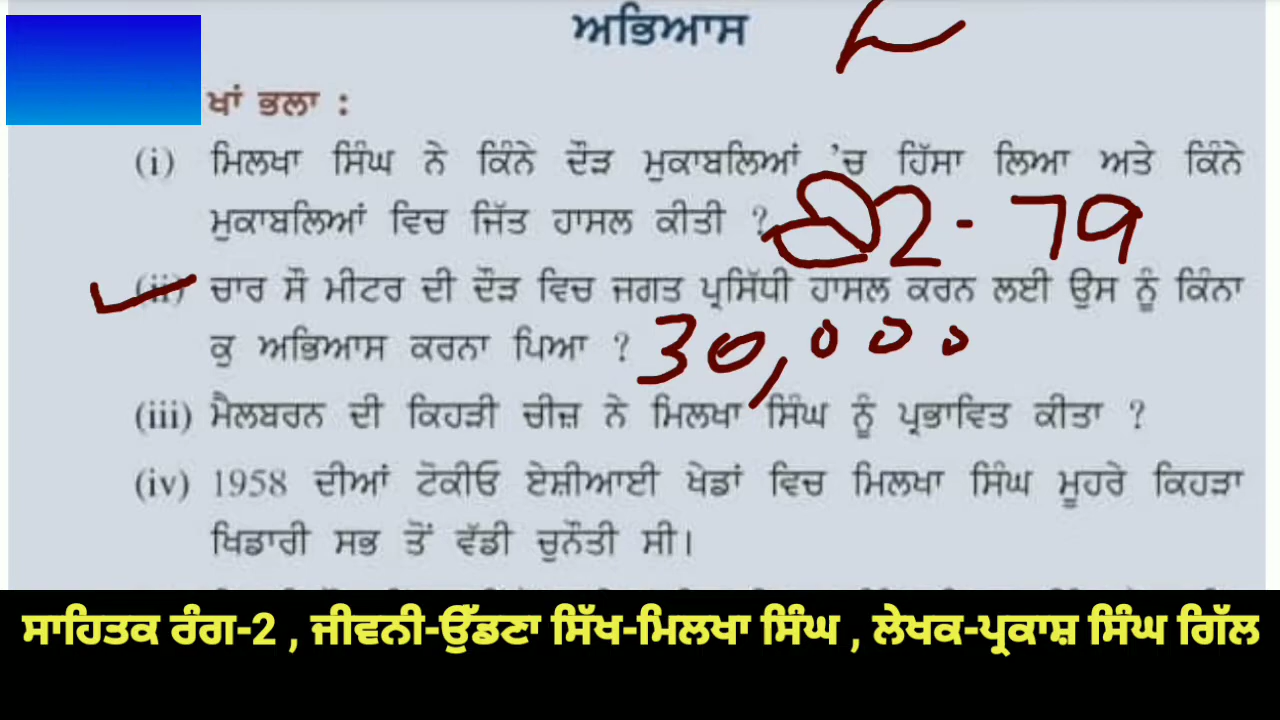 ਅਭਿਆਸ
ਖਾਂ ਭਲਾ :
(i) ਮਿਲਖਾ ਸਿੰਘ ਨੇ ਕਿੰਨੇ ਦੌੜ ਮੁਕਾਬਲਿਆਂ 'ਚ ਹਿੱਸਾ ਲਿਆ ਅਤੇ ਕਿੰਨੇ
ਮੁਕਾਬਲਿਆਂ ਵਿਚ ਜਿੱਤ ਹਾਸਲ ਕੀਤੀ ? 82-79
(ii) ਚਾਰ ਸੌ ਮੀਟਰ ਦੀ ਦੌੜ ਵਿਚ ਜਗਤ ਪ੍ਰਸਿੱਧੀ ਹਾਸਲ ਕਰਨ ਲਈ ਉਸ ਨੂੰ ਕਿੰਨਾ
ਕੁ ਅਭਿਆਸ ਕਰਨਾ ਪਿਆ ? 30,000
(iii) ਮੈਲਬਰਨ ਦੀ ਕਿਹੜੀ ਚੀਜ਼ ਨੇ ਮਿਲਖਾ ਸਿੰਘ ਨੂੰ ਪ੍ਰਭਾਵਿਤ ਕੀਤਾ ?
(iv) 1958 ਦੀਆਂ ਟੋਕੀਓ ਏਸ਼ੀਆਈ ਖੇਡਾਂ ਵਿਚ ਮਿਲਖਾ ਸਿੰਘ ਮੂਹਰੇ ਕਿਹੜਾ
ਖਿਡਾਰੀ ਸਭ ਤੋਂ ਵੱਡੀ ਚੁਨੌਤੀ ਸੀ।
ਸਾਹਿਤਕ ਰੰਗ-2 , ਜੀਵਨੀ-ਉੱਡਣਾ ਸਿੱਖ-ਮਿਲਖਾ ਸਿੰਘ , ਲੇਖਕ-ਪ੍ਰਕਾਸ਼ ਸਿੰਘ ਗਿੱਲ